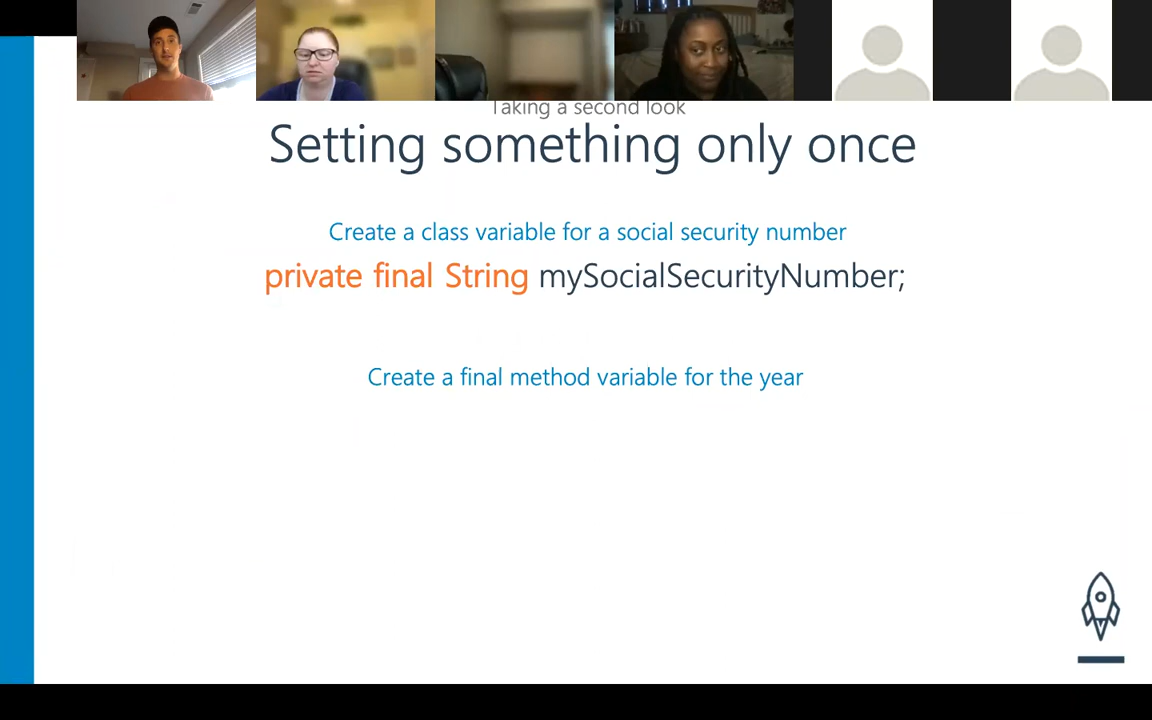 Taking a second look
Setting something only once
Create a class variable for a social security number
private final String mySocialSecurityNumber;
Create a final method variable for the year